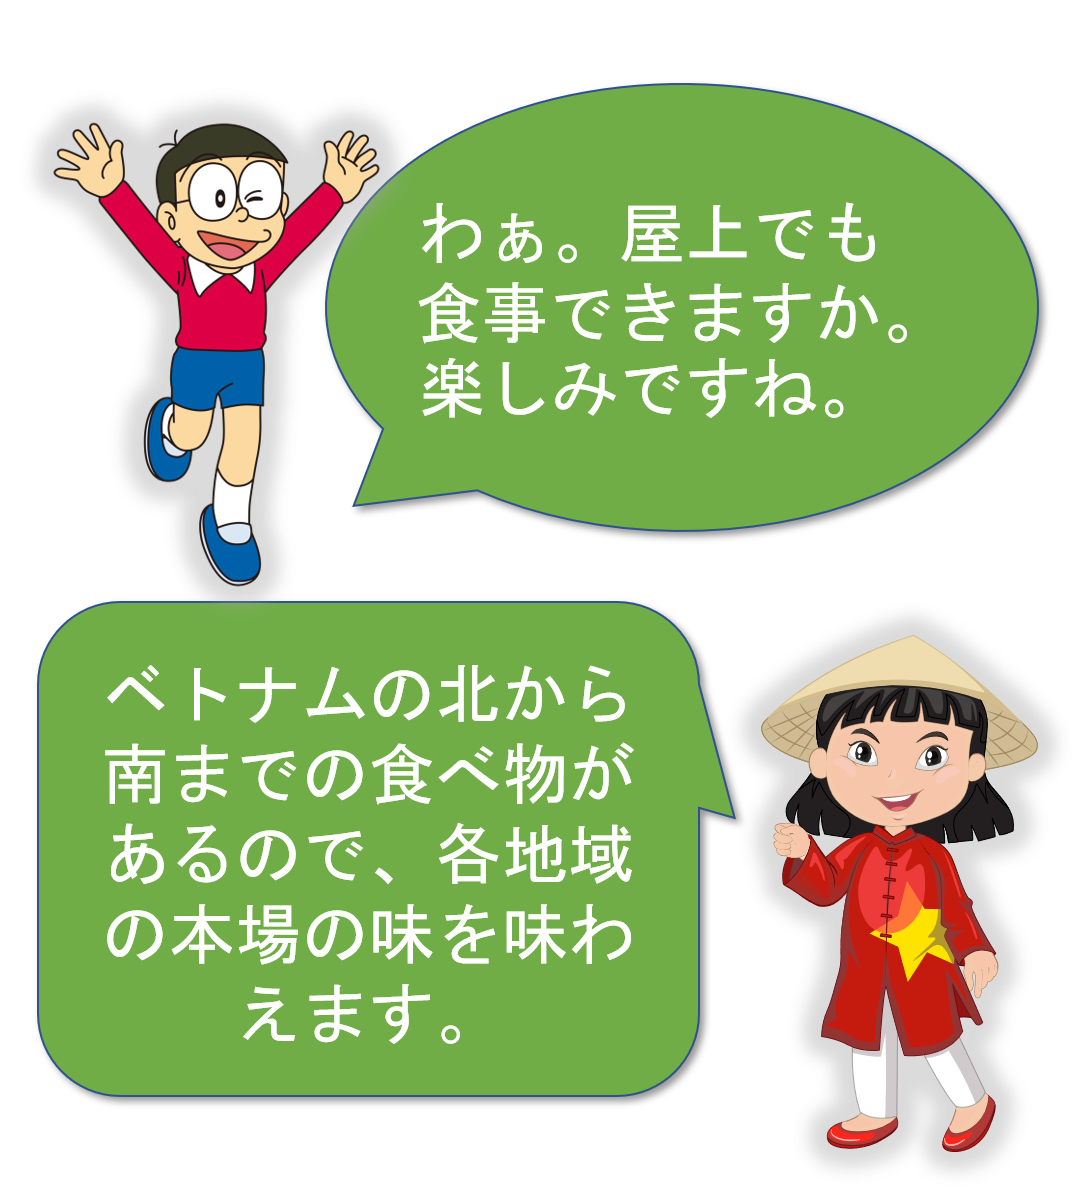 わぁ。屋上でも
食事できますか。
楽しみですね。
ベトナムの北から
南までの食べ物が
あるので、各地域
の本場の味を味わ
えます。